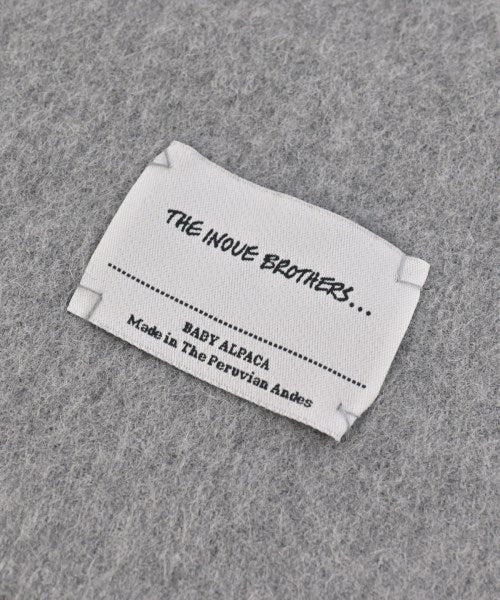 THE INOUE BROTHERS...
BABY ALPACA
Made in The Peruvian Andes